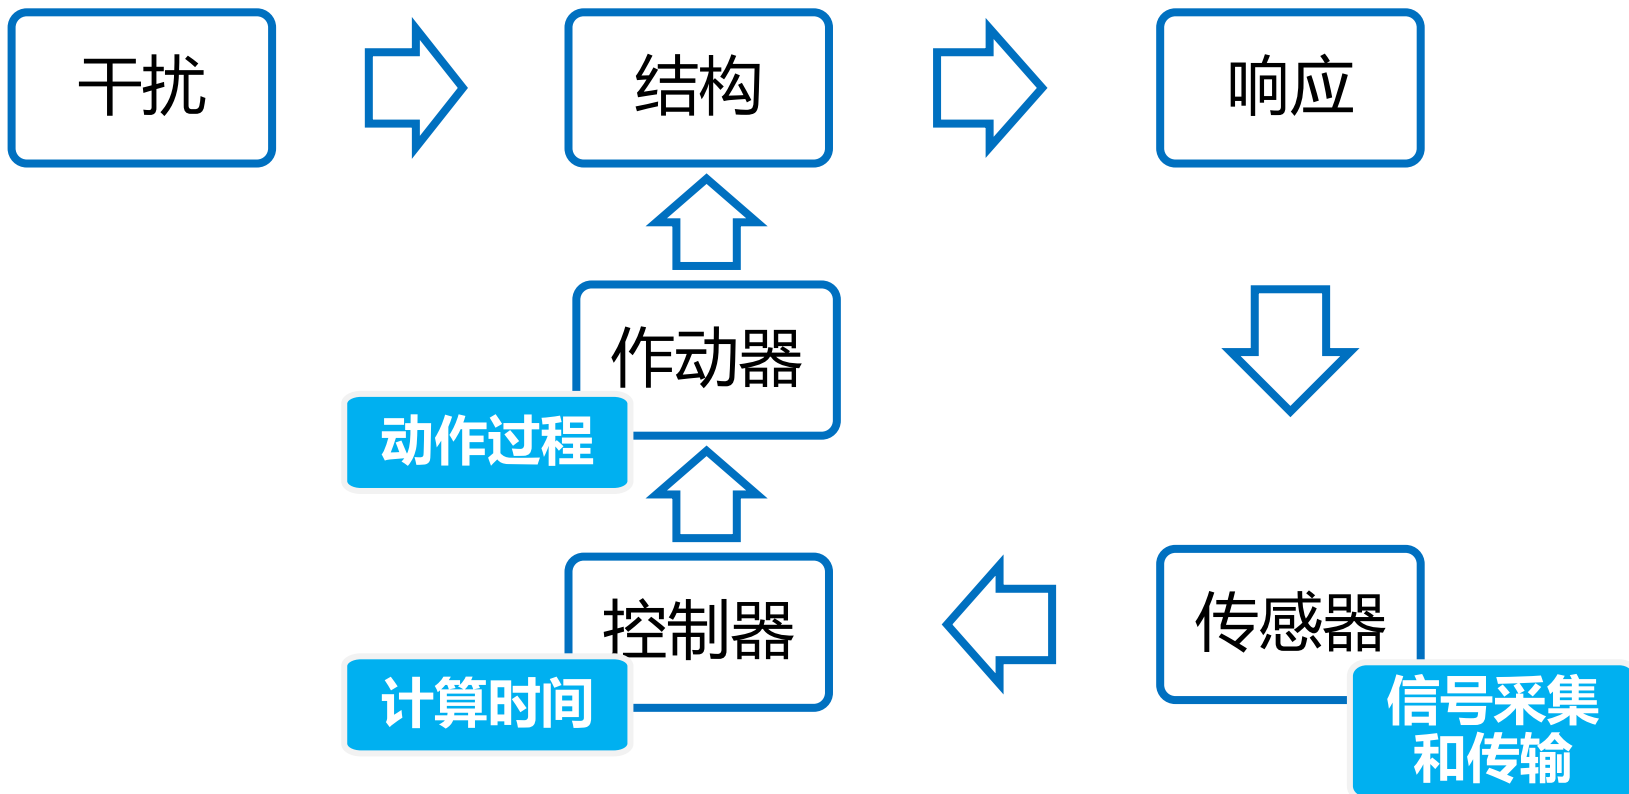 干扰
结构
响应
作动器
动作过程
控制器
计算时间
传感器
信号采集
和传输